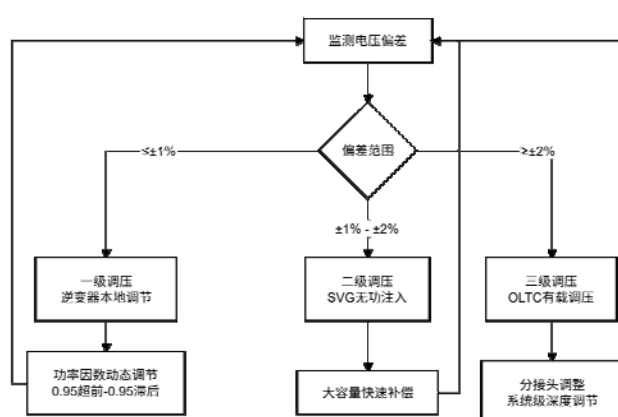 监测电压偏差
偏差范围
≤±1%
≥±2%
±1% - ±2%
一级调压
逆变器本地调节
二级调压
SVG无功注入
三级调压
OLTC有载调压
功率因数动态调节
0.95超前-0.95滞后
大容量快速补偿
分接头调整
系统级深度调节